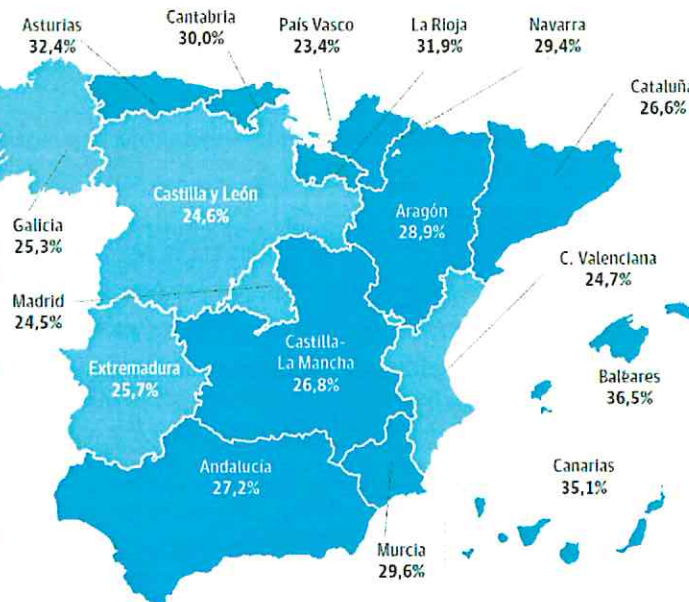 Asturias
32,4%
Cantabria
30,0%
País Vasco
23,4%
La Rioja
31,9%
Navarra
29,4%
Cataluña
26,6%
Castilla y León
24,6%
Aragón
28,9%
Galicia
25,3%
C. Valenciana
24,7%
Madrid
24,5%
Castilla-
La Mancha
26,8%
Extremadura
25,7%
Baleares
36,5%
Andalucía
27,2%
Canarias
35,1%
Murcia
29,6%